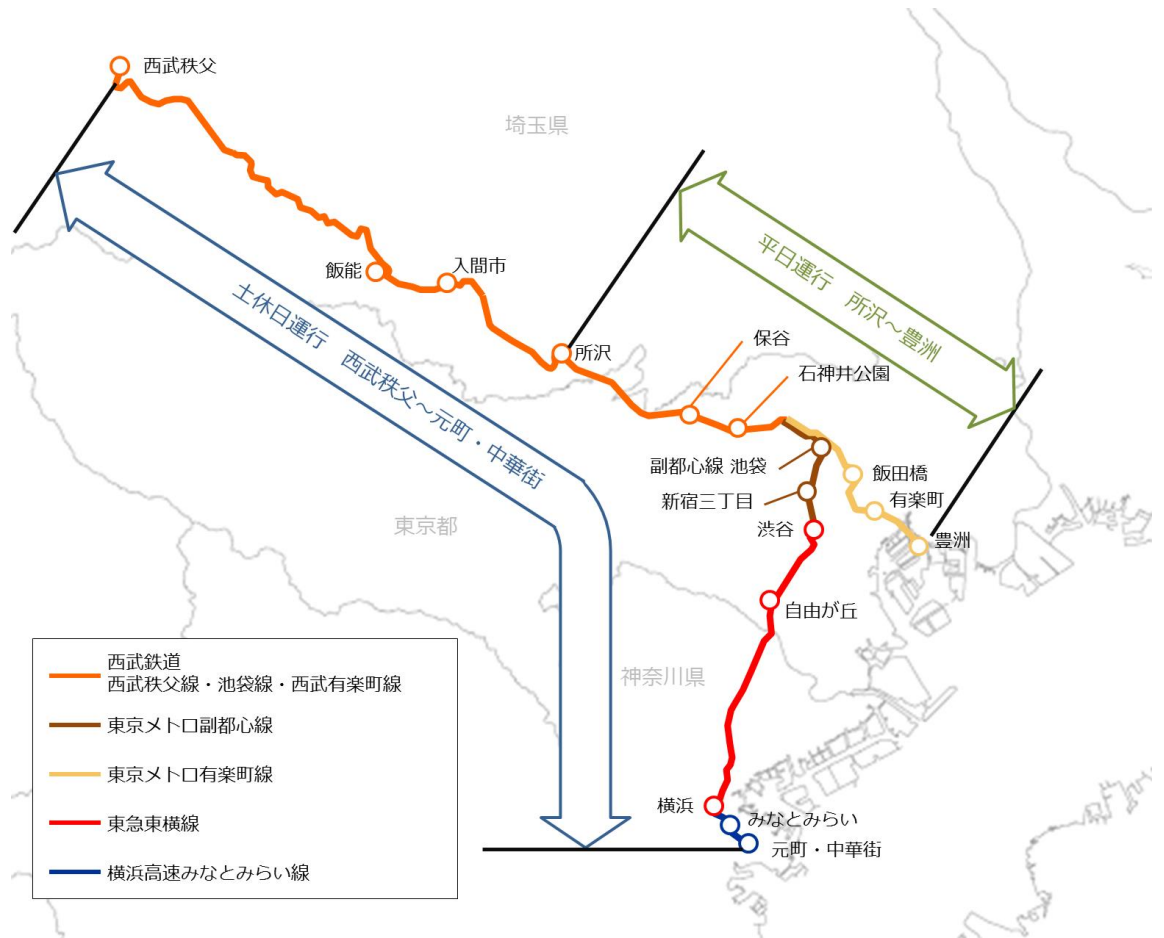 西武秩父
埼玉県
飯能
入間市
所沢
平日運行 所沢～豊洲
土休日運行 西武秩父～元町・中華街
保谷
石神井公園
副都心線 池袋
飯田橋
新宿三丁目
有楽町
東京都
渋谷
豊洲
自由が丘
神奈川県
横浜
みなとみらい
元町・中華街
西武鉄道
西武秩父線・池袋線・西武有楽町線
東京メトロ副都心線
東京メトロ有楽町線
東急東横線
横浜高速みなとみらい線